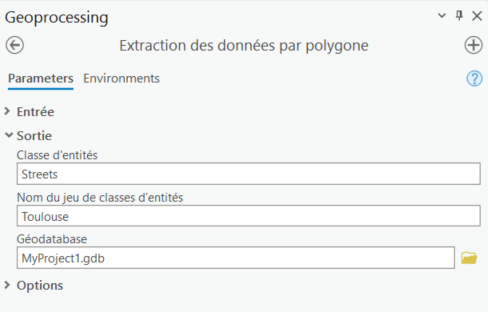 Geoprocessing
Extraction des données par polygone
Parameters Environments
Entrée
Sortie
Classe d'entités
Streets
Nom du jeu de classes d'entités
Toulouse
Géodatabase
MyProject1.gdb
Options